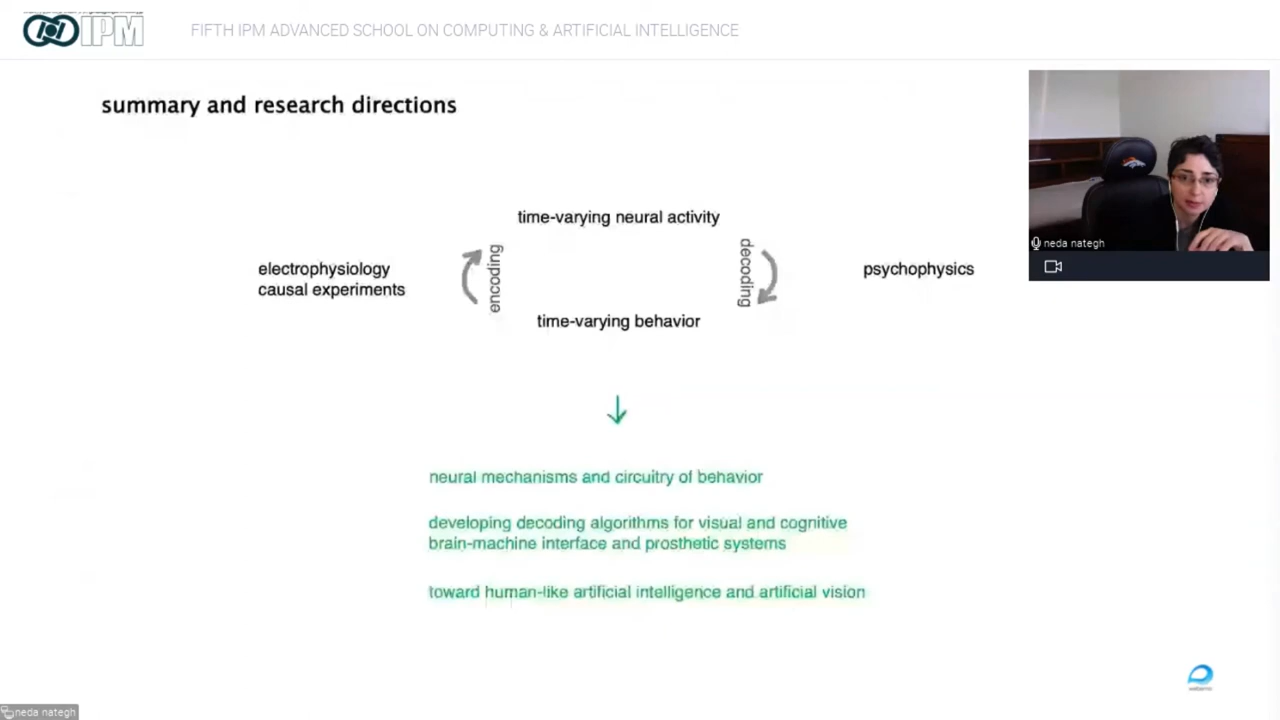 IPM
FIFTH IPM ADVANCED SCHOOL ON COMPUTING & ARTIFICIAL INTELLIGENCE
summary and research directions
neda nategh
time-varying neural activity
electrophysiology
causal experiments
encoding
decoding
psychophysics
time-varying behavior
neural mechanisms and circuitry of behavior
developing decoding algorithms for visual and cognitive
brain-machine interface and prosthetic systems
toward human-like artificial intelligence and artificial vision
neda nategh